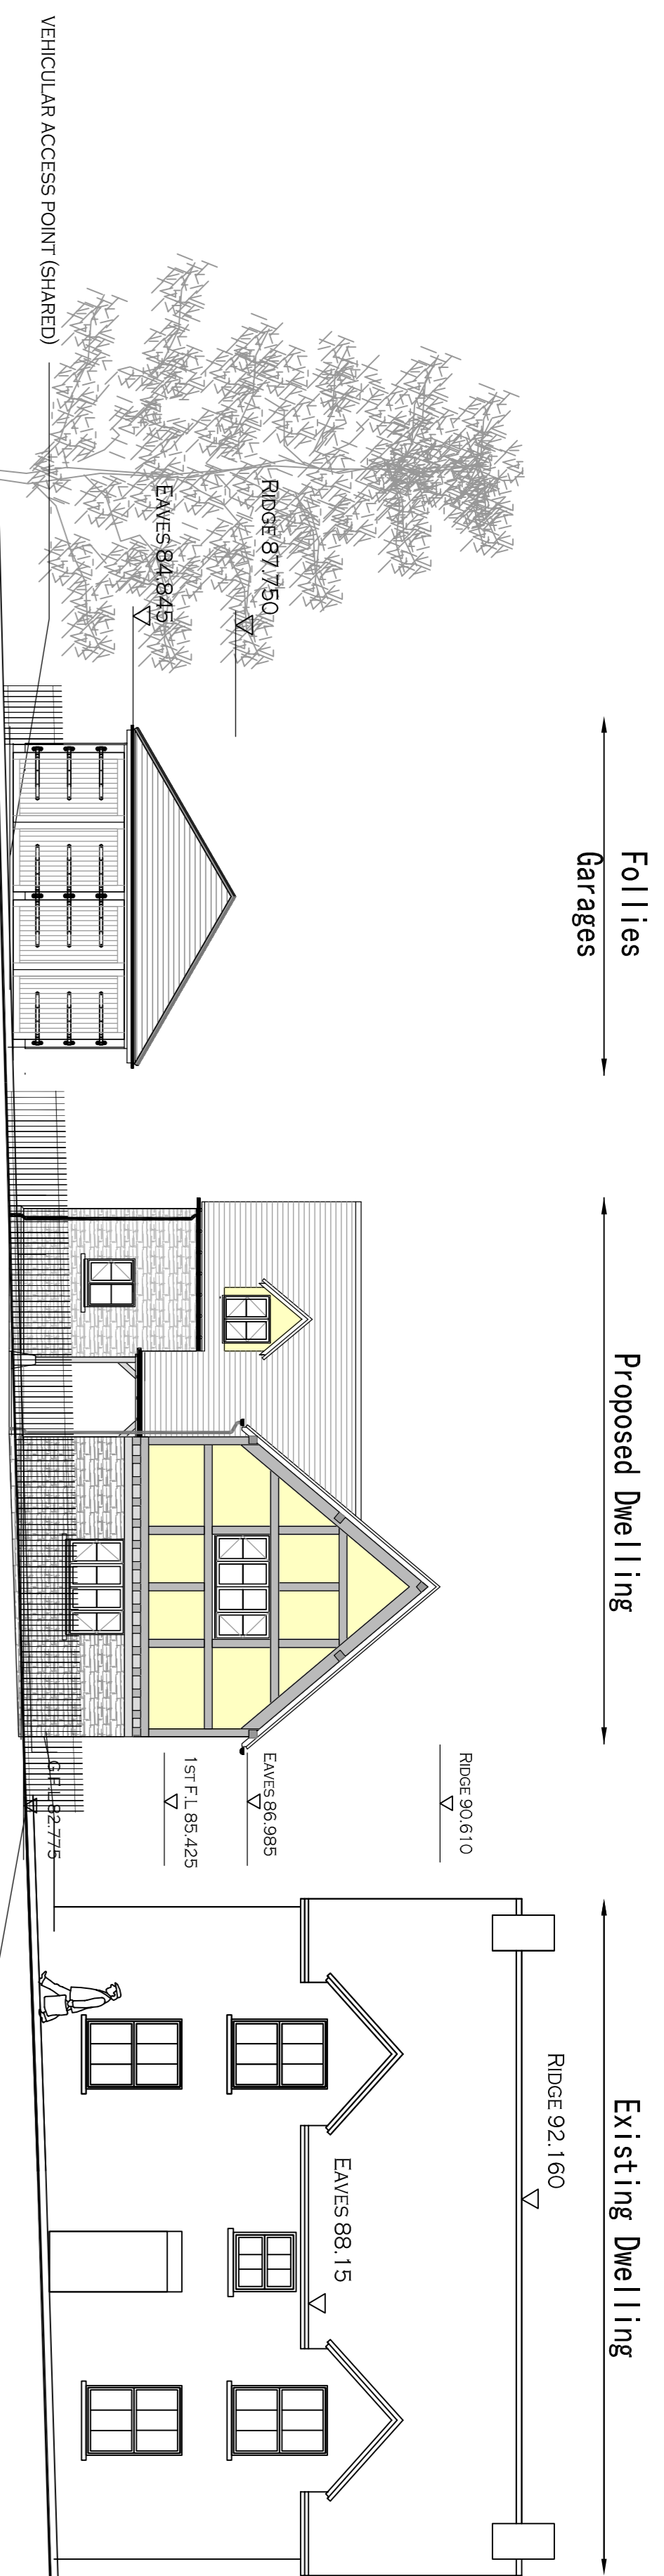 Follies
Garages
Proposed Dwelling
Existing Dwelling
VEHICULAR ACCESS POINT (SHARED)
RIDGE 87.750
EAVES 84.845
RIDGE 90.610
EAVES 86.985
1ST F.L 85.425
G.F.L 82.775
RIDGE 92.160
EAVES 88.15